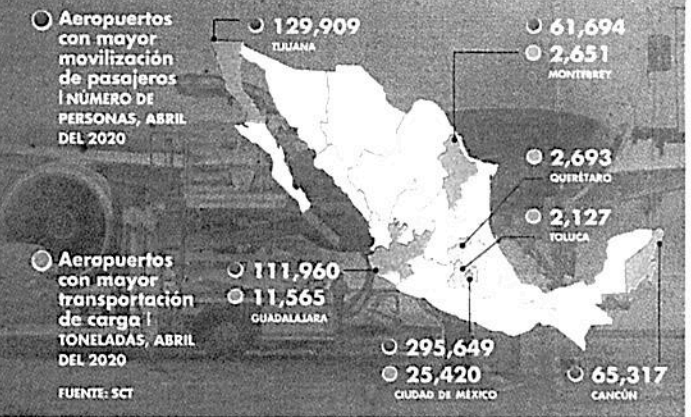 Aeropuertos
con mayor
movilización
de pasajeros
| NÚMERO DE
PERSONAS, ABRIL
DEL 2020
129,909
TIJUANA
61,694
2,651
MONTERREY
2,693
QUERÉTARO
2,127
TOLUCA
Aeropuertos
con mayor
transportación
de carga |
TONELADAS, ABRIL
DEL 2020
111,960
11,565
GUADALAJARA
295,649
25,420
CIUDAD DE MÉXICO
65,317
CANCÚN
FUENTE: SCT